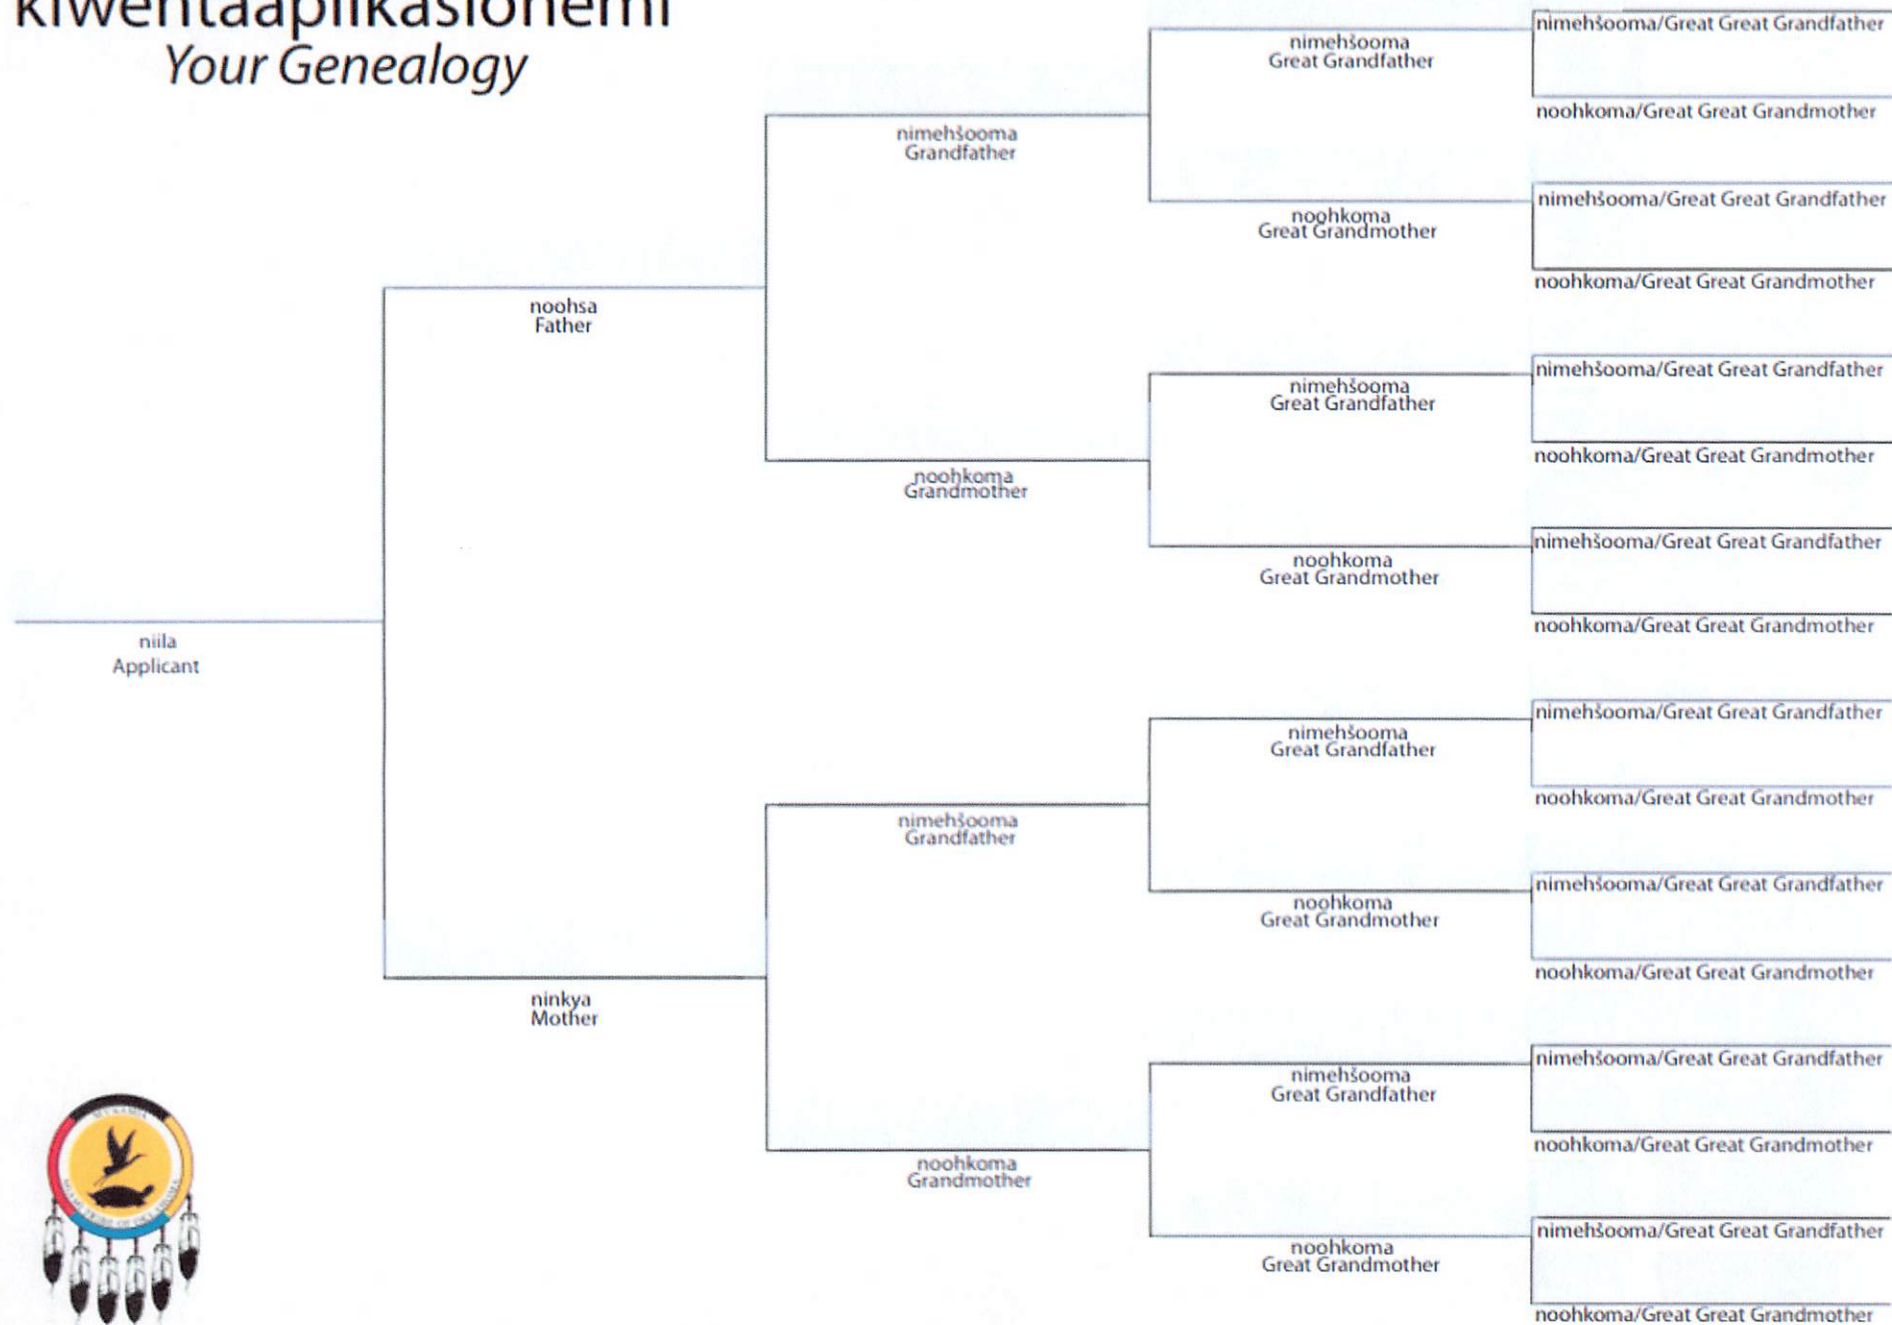 kiwentaapiikasionemi
Your Genealogy
niila
Applicant
noohsa
Father
ninkya
Mother
nimehšooma
Grandfather
noohkoma
Grandmother
nimehšooma
Grandfather
noohkoma
Grandmother
nimehšooma
Great Grandfather
noohkoma
Great Grandmother
nimehšooma
Great Grandfather
noohkoma
Great Grandmother
nimehšooma
Great Grandfather
noohkoma
Great Grandmother
nimehšooma
Great Grandfather
noohkoma
Great Grandmother
nimehšooma/Great Great Grandfather
noohkoma/Great Great Grandmother
nimehšooma/Great Great Grandfather
noohkoma/Great Great Grandmother
nimehšooma/Great Great Grandfather
noohkoma/Great Great Grandmother
nimehšooma/Great Great Grandfather
noohkoma/Great Great Grandmother
nimehšooma/Great Great Grandfather
noohkoma/Great Great Grandmother
nimehšooma/Great Great Grandfather
noohkoma/Great Great Grandmother
nimehšooma/Great Great Grandfather
noohkoma/Great Great Grandmother
nimehšooma/Great Great Grandfather
noohkoma/Great Great Grandmother
MIAMI TRIBE OF OKLAHOMA